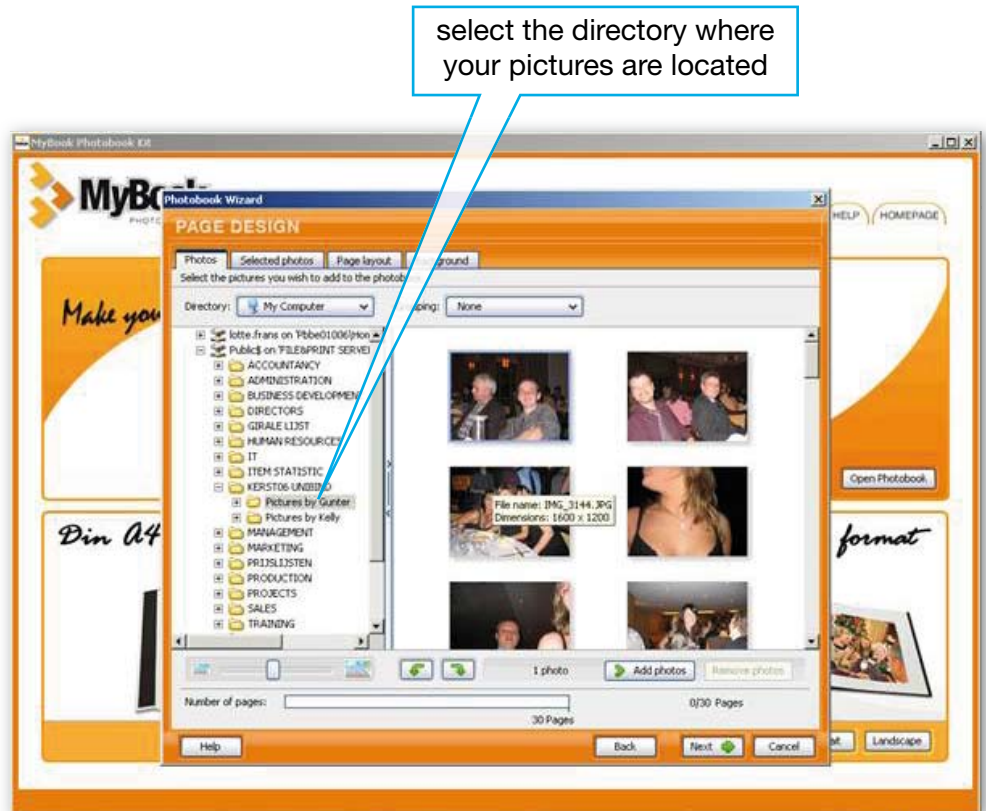 select the directory where
your pictures are located
MyBook Photobook Kit
MyBook
Photobook Wizard
HELP
HOMEPAGE
PAGE DESIGN
Photos
Selected photos
Page layout
Select the pictures you wish to add to the photob
Make you
Directory:
My Computer
None
lotte.frans on
Public$ on 'FILE&PRINT SERVER
ACCOUNTANCY
ADMINISTRATION
BUSINESS DEVELOPMEN
DIRECTORS
GIRALE LIJST
HUMAN RESOURCES
IT
ITEM STATISTIC
KERST06 UNIBIND
Pictures by Gunter
Pictures by Kelly
MANAGEMENT
MARKETING
PRIJSLIJSTEN
PRODUCTION
PROJECTS
SALES
TRAINING
File name: IMG_3144.JPG
Dimensions: 1600 x 1200
Open Photobook
Din A4
format
1 photo
Add photos
Remove photos
Number of pages:
0/30 Pages
30 Pages
Help
Back
Next
Cancel
Landscape